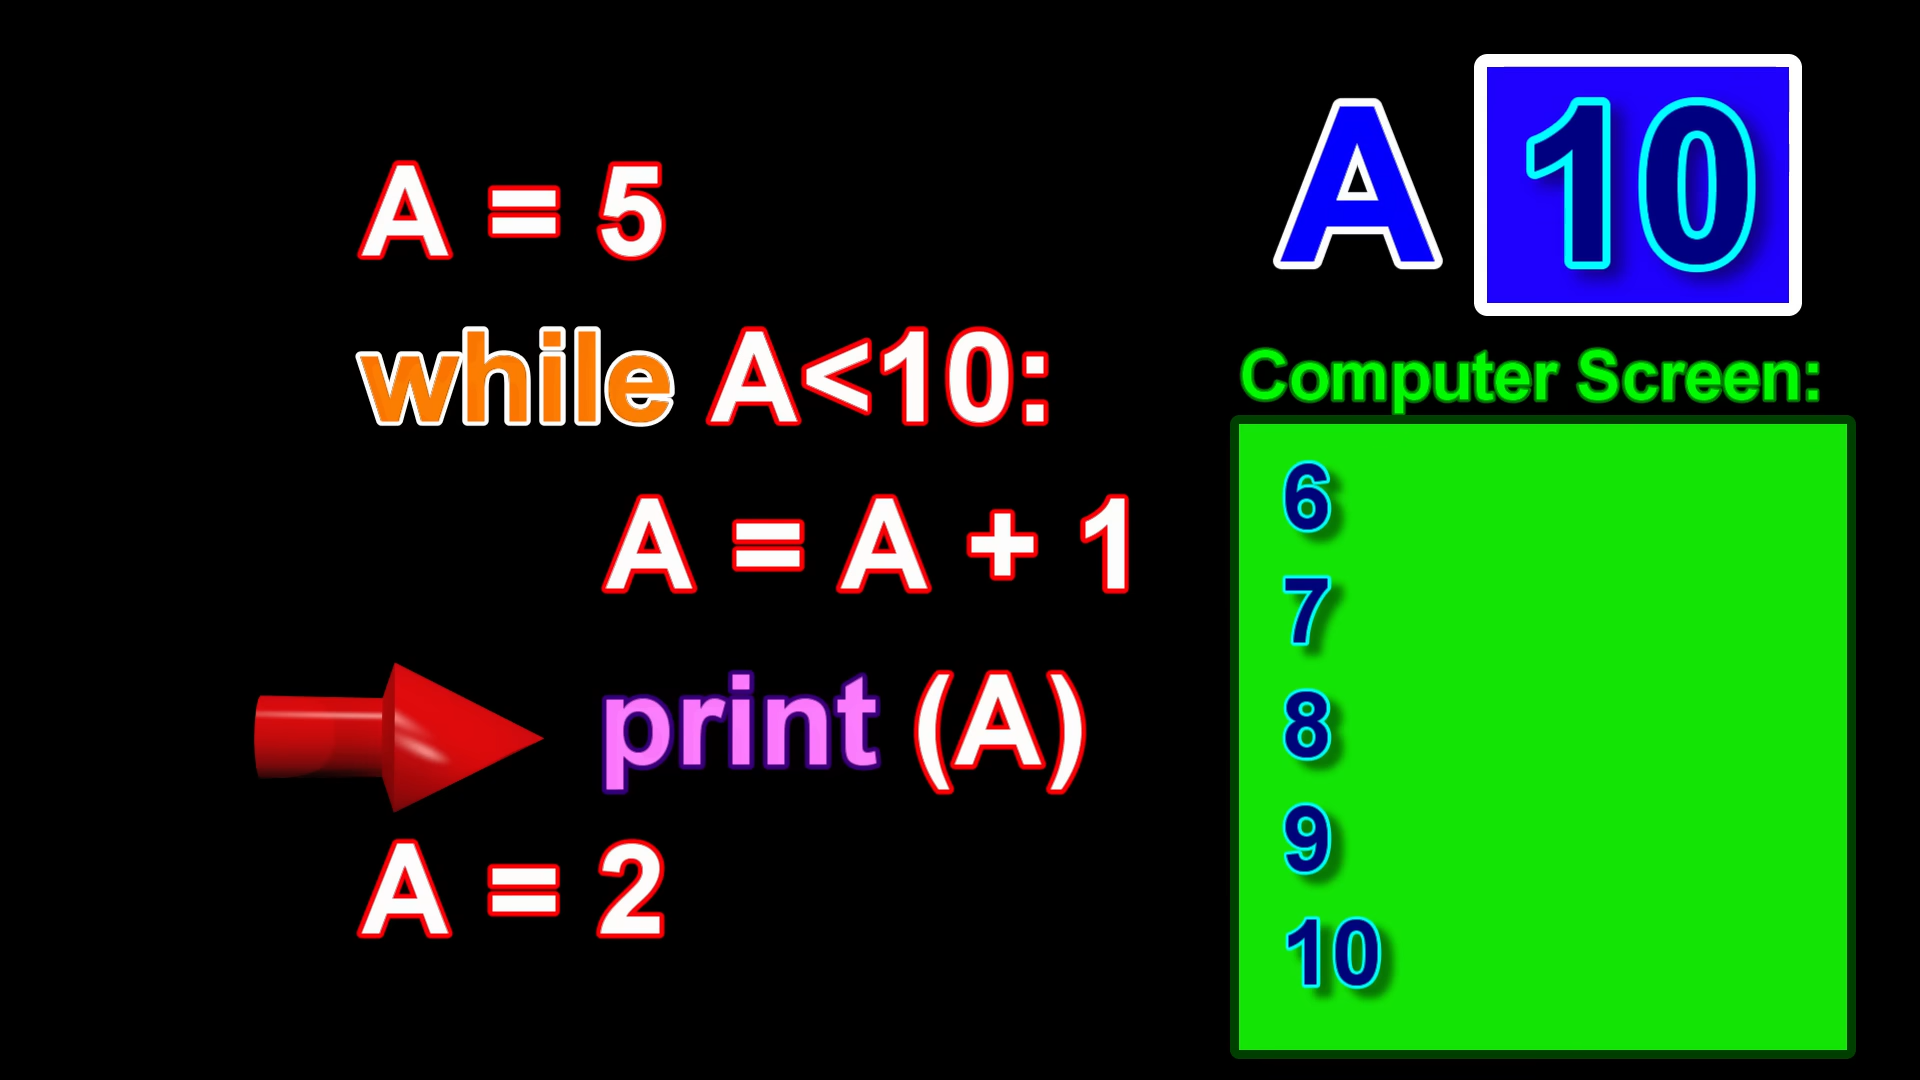 A = 5
while A<10:
A = A + 1
print (A)
A = 2
A 10
Computer Screen:
6
7
8
9
10